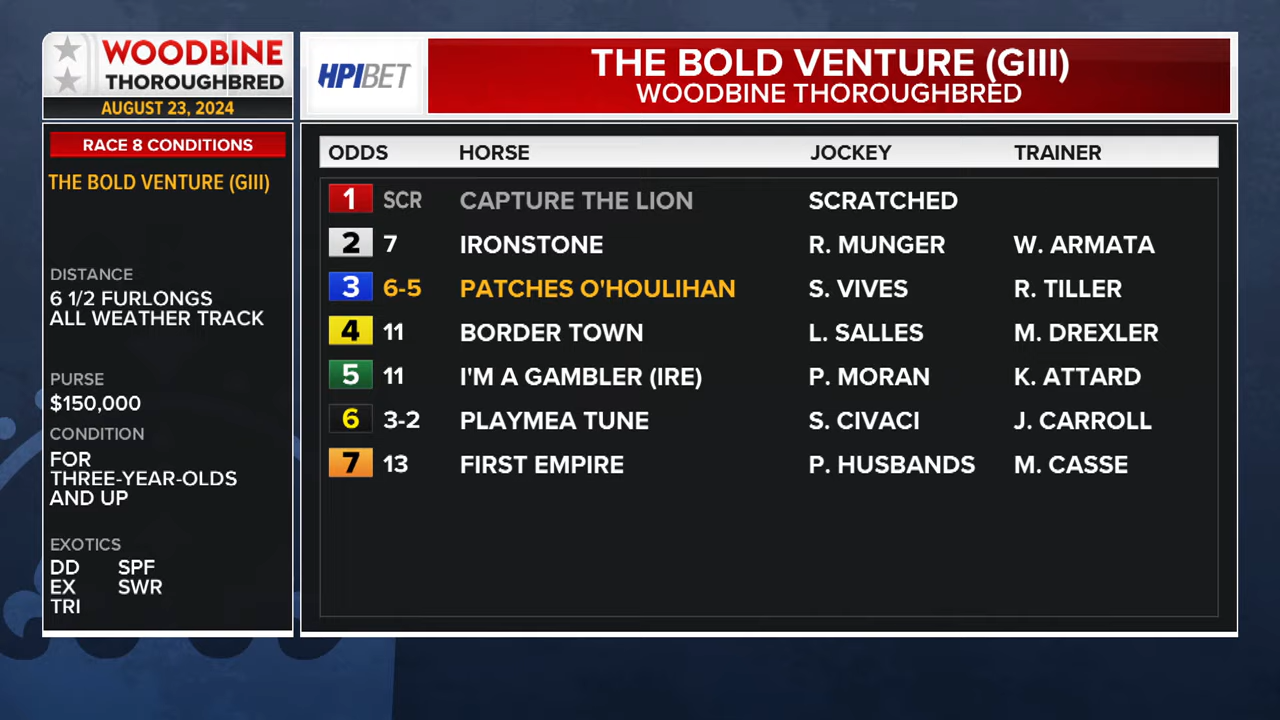 WOODBINE
THOROUGHBRED
AUGUST 23, 2024
RACE 8 CONDITIONS
THE BOLD VENTURE (GIII)
DISTANCE
6 1/2 FURLONGS
ALL WEATHER TRACK
PURSE
$150,000
CONDITION
FOR
THREE-YEAR-OLDS
AND UP
EXOTICS
DD SPF
EX SWR
TRI
HPIBET
THE BOLD VENTURE (GIII)
WOODBINE THOROUGHBRED
ODDS HORSE JOCKEY TRAINER
1 SCR CAPTURE THE LION SCRATCHED
2 7 IRONSTONE R. MUNGER W. ARMATA
3 6-5 PATCHES O'HOULIHAN S. VIVES R. TILLER
4 11 BORDER TOWN L. SALLES M. DREXLER
5 11 I'M A GAMBLER (IRE) P. MORAN K. ATTARD
6 3-2 PLAYMEA TUNE S. CIVACI J. CARROLL
7 13 FIRST EMPIRE P. HUSBANDS M. CASSE